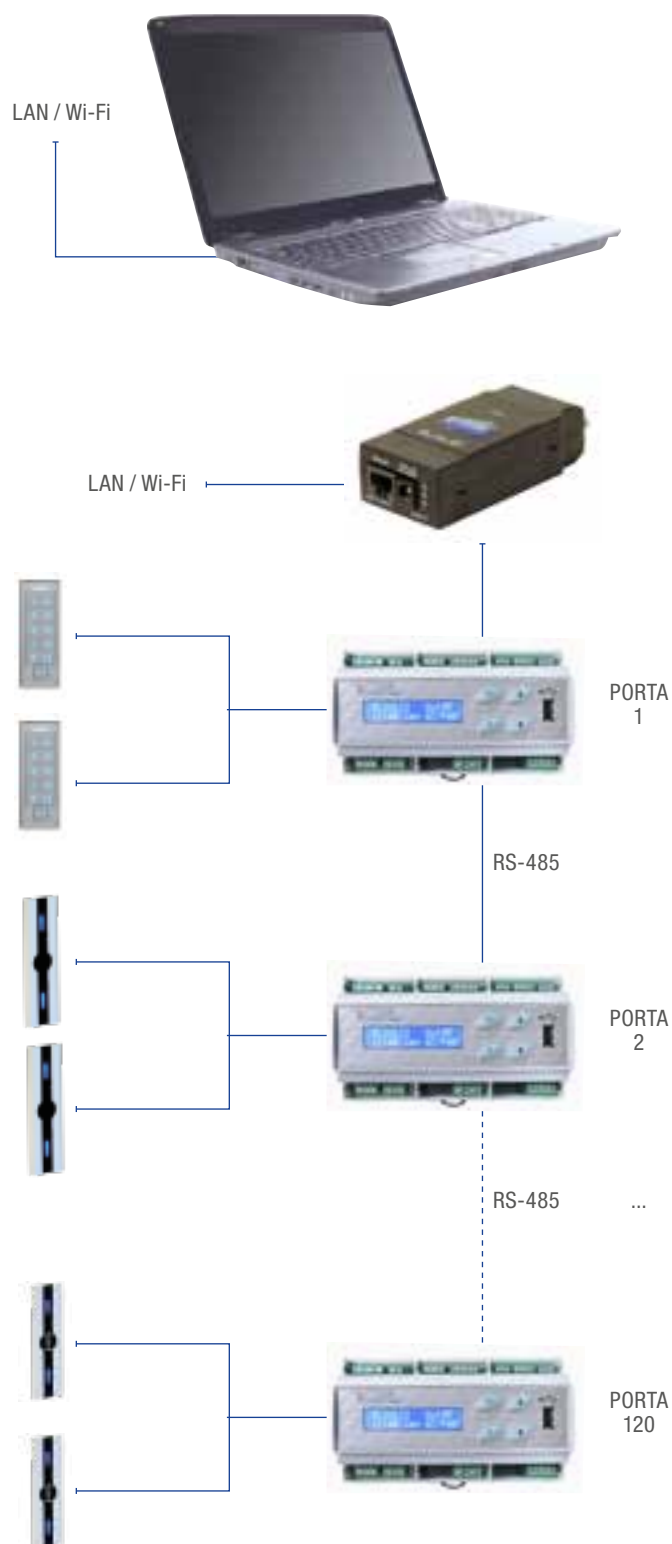 LAN / Wi-Fi
LAN / Wi-Fi
PORTA
1
RS-485
PORTA
2
RS-485
...
PORTA
120